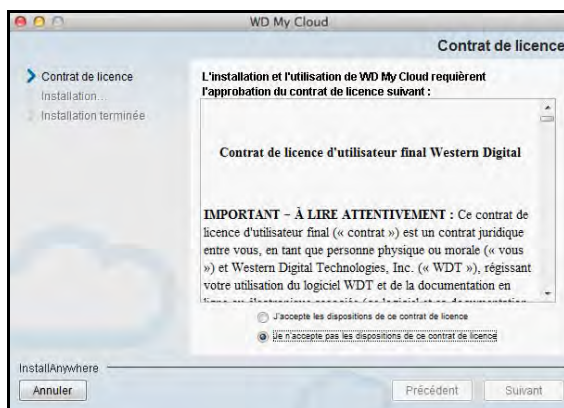 WD My Cloud
Contrat de licence
Contrat de licence
Installation...
Installation terminée
L'installation et l'utilisation de WD My Cloud requièrent
l'approbation du contrat de licence suivant :
Contrat de licence d'utilisateur final Western Digital
IMPORTANT – À LIRE ATTENTIVEMENT : Ce contrat de
licence d'utilisateur final (« contrat ») est un contrat juridique
entre vous, en tant que personne physique ou morale (« vous
») et Western Digital Technologies, Inc. (« WDT »), régissant
votre utilisation du logiciel WDT et de la documentation en
J'accepte les dispositions de ce contrat de licence
Je n'accepte pas les dispositions de ce contrat de licence
InstallAnywhere
Annuler
Précédent
Suivant